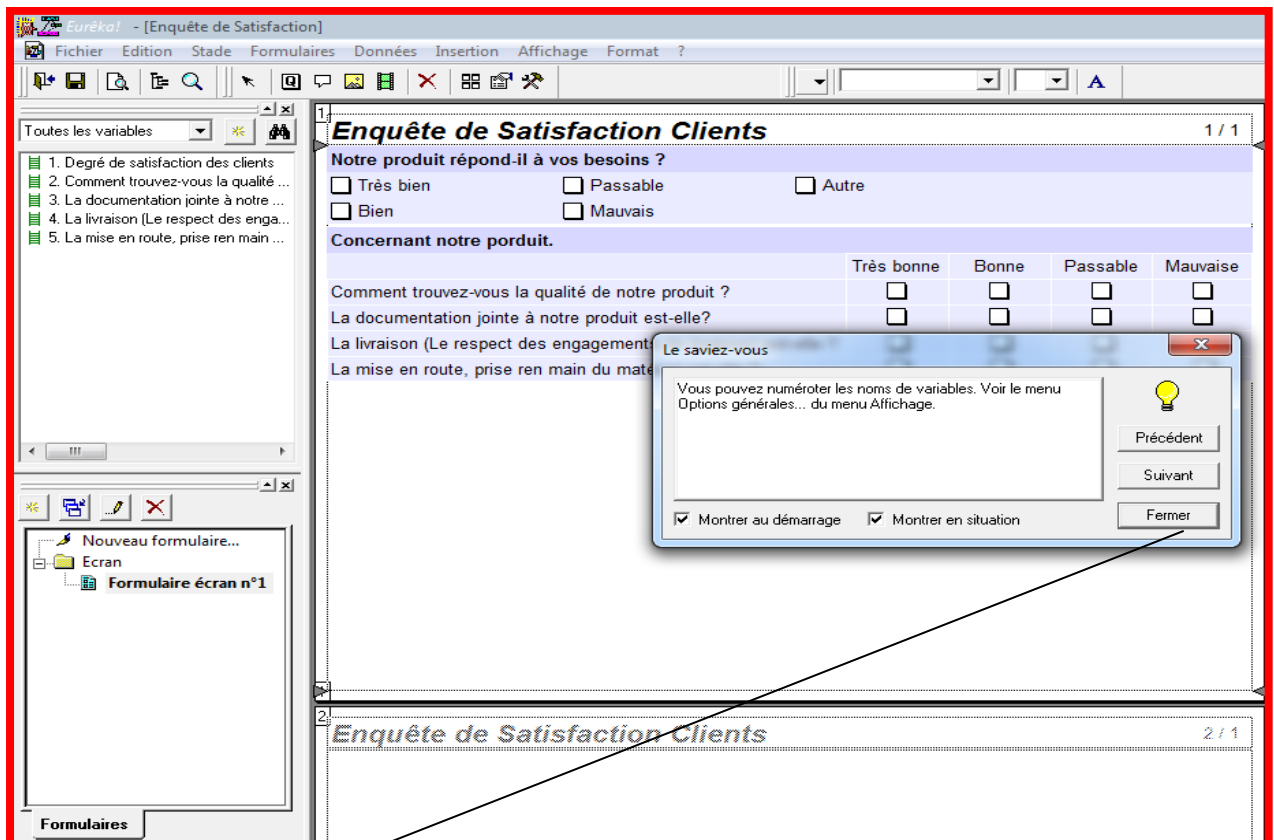 Eurêka! - [Enquête de Satisfaction]
Fichier Edition Stade Formulaires Données Insertion Affichage Format ?
Toutes les variables
1. Degré de satisfaction des clients
2. Comment trouvez-vous la qualité ...
3. La documentation jointe à notre ...
4. La livraison (Le respect des enga...
5. La mise en route, prise ren main ...
Nouveau formulaire...
Ecran
Formulaire écran n°1
Formulaires
1
Enquête de Satisfaction Clients 1 / 1
Notre produit répond-il à vos besoins ?
Très bien Passable Autre
Bien Mauvais
Concernant notre porduit.
Très bonne Bonne Passable Mauvaise
Comment trouvez-vous la qualité de notre produit ?
La documentation jointe à notre produit est-elle?
La livraison (Le respect des engagements
La mise en route, prise ren main du
Le saviez-vous
Vous pouvez numéroter les noms de variables. Voir le menu
Options générales... du menu Affichage.
Précédent
Suivant
Fermer
Montrer au démarrage Montrer en situation
2
Enquête de Satisfaction Clients 2 / 1